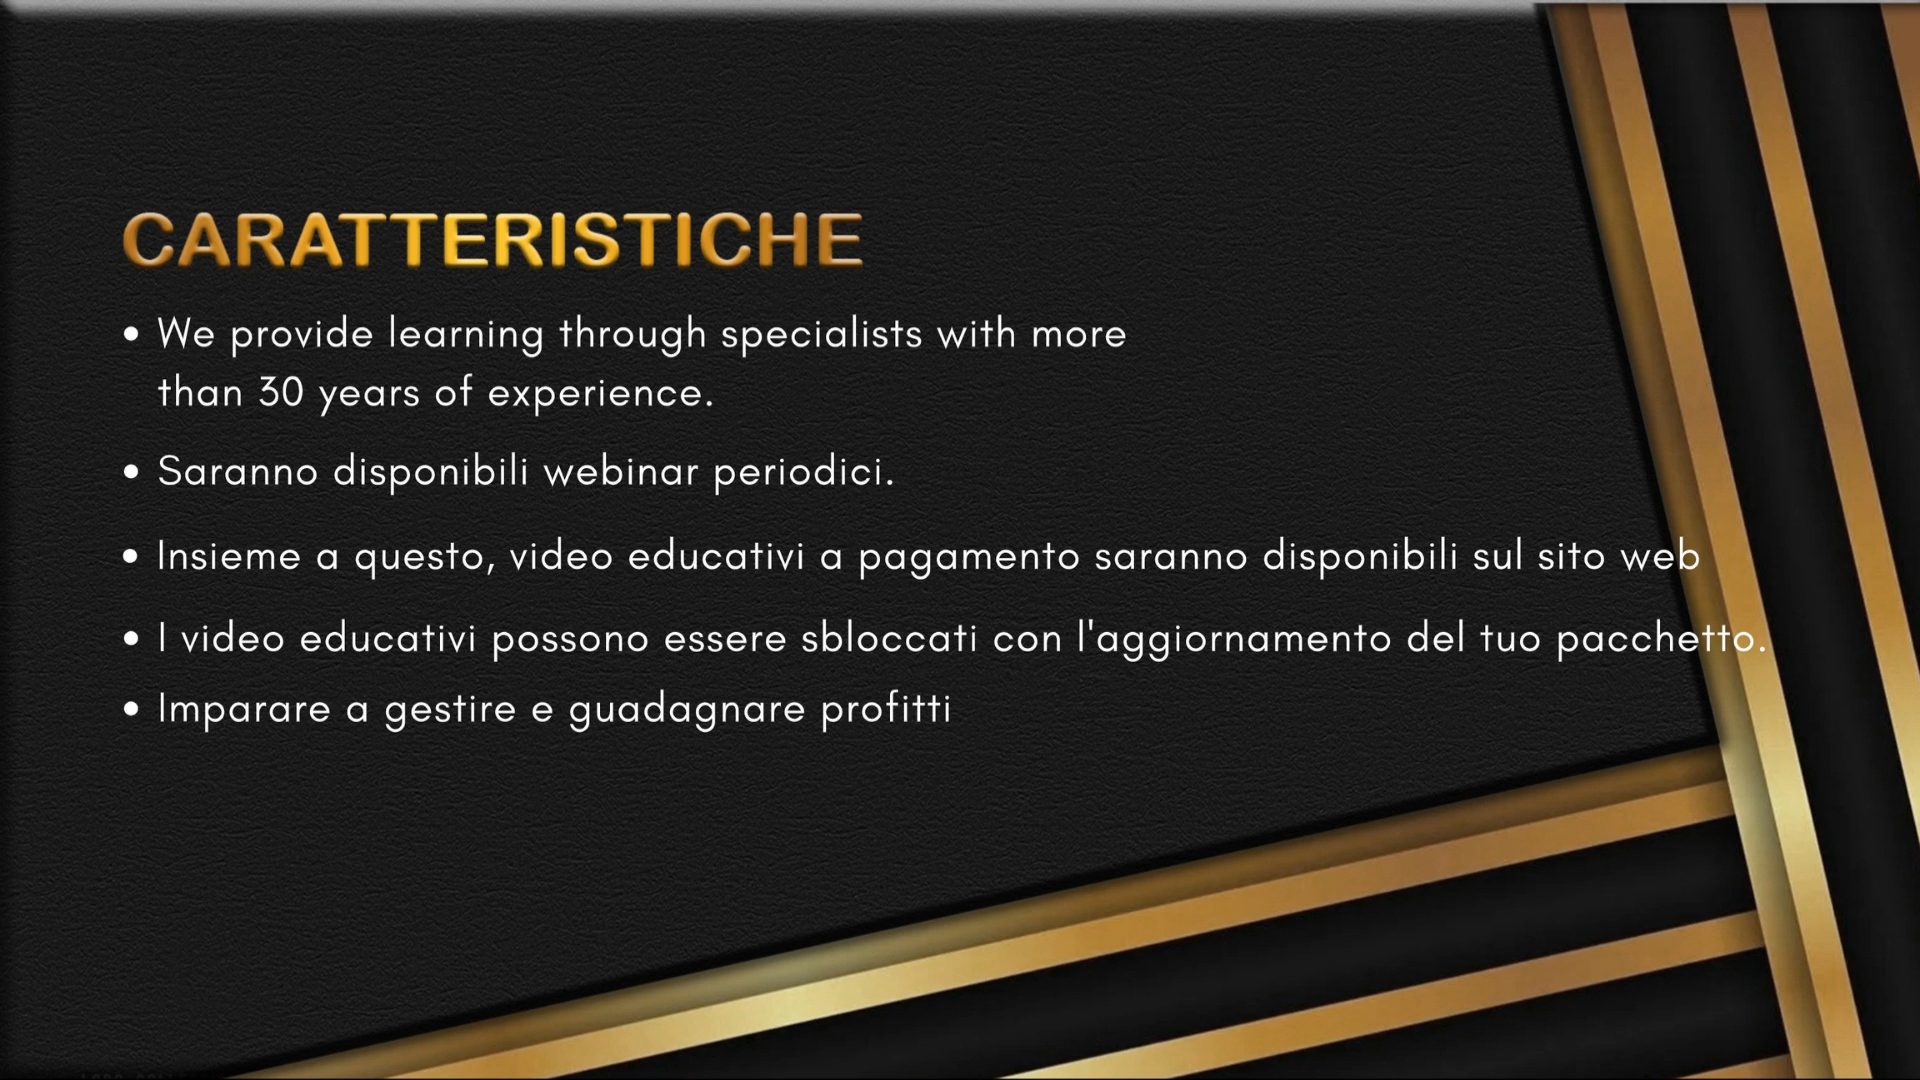 CARATTERISTICHE
• We provide learning through specialists with more
than 30 years of experience.
• Saranno disponibili webinar periodici.
• Insieme a questo, video educativi a pagamento saranno disponibili sul sito web
• I video educativi possono essere sbloccati con l'aggiornamento del tuo pacchetto.
• Imparare a gestire e guadagnare profitti